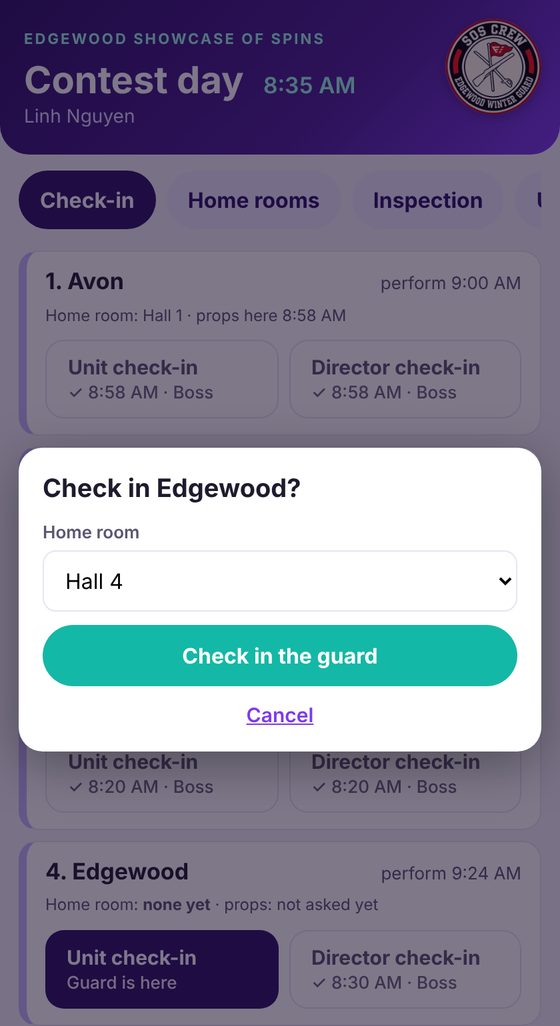 EDGEWOOD SHOWCASE OF SPINS
Contest day 8:35 AM
Linh Nguyen
SOS CREW
EDGEWOOD WINTER GUARD
Check-in
Home rooms
Inspection
1. Avon
perform 9:00 AM
Home room: Hall 1 · props here 8:58 AM
Unit check-in
✓ 8:58 AM · Boss
Director check-in
✓ 8:58 AM · Boss
Check in Edgewood?
Home room
Hall 4
Check in the guard
Cancel
Unit check-in
✓ 8:20 AM · Boss
Director check-in
✓ 8:20 AM · Boss
4. Edgewood
perform 9:24 AM
Home room: none yet · props: not asked yet
Unit check-in
Guard is here
Director check-in
✓ 8:30 AM · Boss